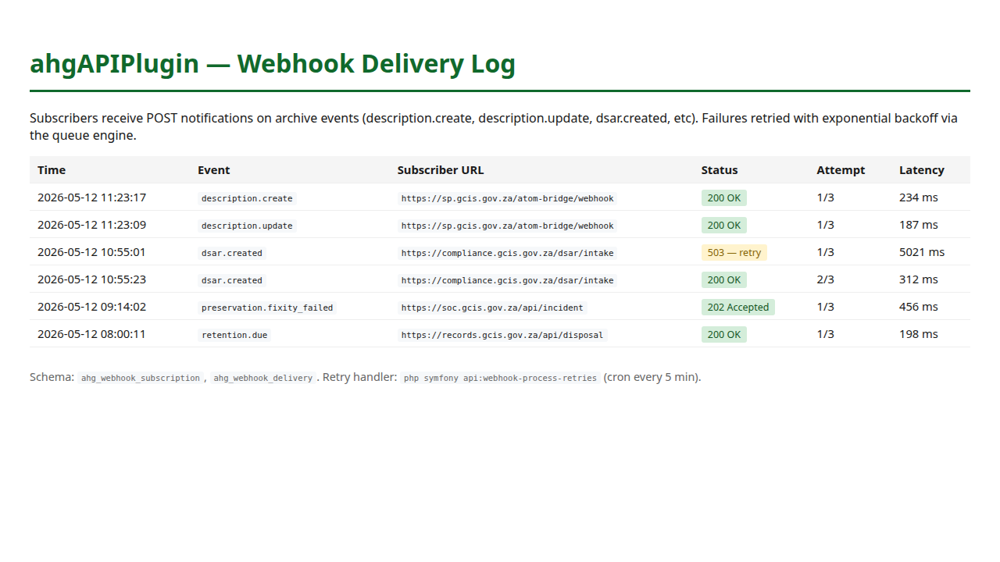 ahgAPIPlugin — Webhook Delivery Log
Subscribers receive POST notifications on archive events (description.create, description.update, dsar.created, etc). Failures retried with exponential backoff via
the queue engine.
Time Event Subscriber URL Status Attempt Latency
2026-05-12 11:23:17 description.create https://sp.gcis.gov.za/atom-bridge/webhook 200 OK 1/3 234 ms
2026-05-12 11:23:09 description.update https://sp.gcis.gov.za/atom-bridge/webhook 200 OK 1/3 187 ms
2026-05-12 10:55:01 dsar.created https://compliance.gcis.gov.za/dsar/intake 503 — retry 1/3 5021 ms
2026-05-12 10:55:23 dsar.created https://compliance.gcis.gov.za/dsar/intake 200 OK 2/3 312 ms
2026-05-12 09:14:02 preservation.fixity_failed https://soc.gcis.gov.za/api/incident 202 Accepted 1/3 456 ms
2026-05-12 08:00:11 retention.due https://records.gcis.gov.za/api/disposal 200 OK 1/3 198 ms
Schema: ahg_webhook_subscription , ahg_webhook_delivery . Retry handler: php symfony api:webhook-process-retries (cron every 5 min).